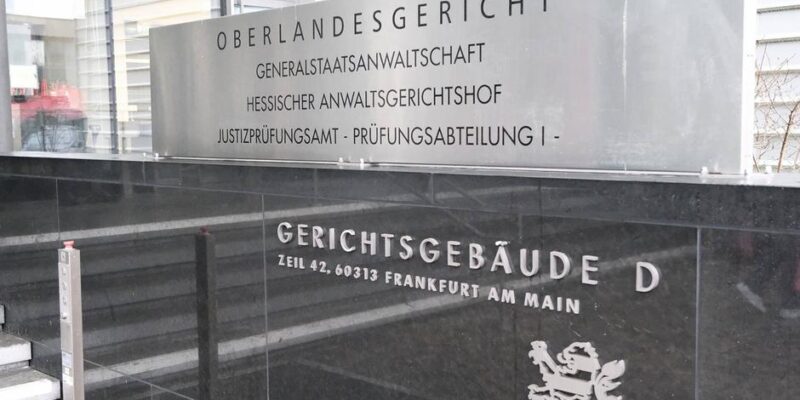 OBERLANDESGERICHT
GENERALSTAATSANWALTSCHAFT
HESSISCHER ANWALTSGERICHTSHOF
JUSTIZPRÜFUNGSAMT - PRÜFUNGSABTEILUNG I -
GERICHTSGEBÄUDE D
ZEIL 42, 60313 FRANKFURT AM MAIN